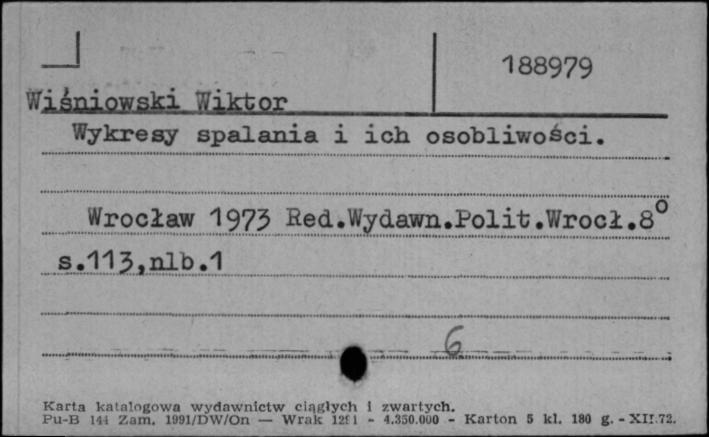 188979
Wiśniowski Wiktor
Wykresy spalania i ich osobliwości.
Wrocław 1973 Red.Wydawn.Polit.Wrocł.8°
s.113,nlb.1
6
Karta katalogowa wydawnictw ciągłych i zwartych.
Pu-B 144 Zam. 1991/DW/On — Wrak - 4.350.000 - Karton 5 kl. 180 g. - XII.72.